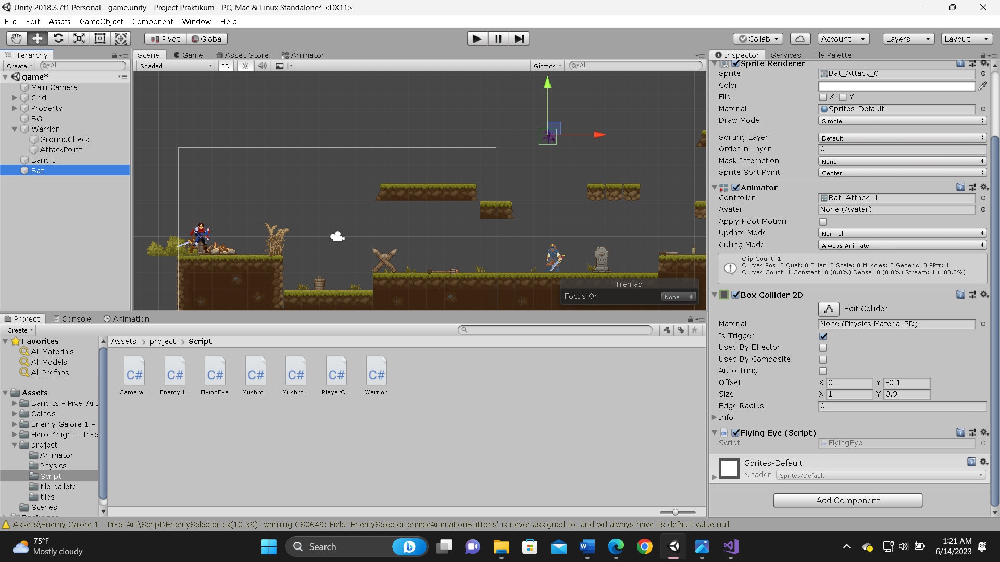 Unity 2018.3.7f1 Personal - game.unity - Project Praktikum - PC, Mac & Linux Standalone* <DX11>
File Edit Assets GameObject Component Window Help
Pivot Global Collab Account Layers Layout
Hierarchy
Create All
game*
Main Camera
Grid
Property
BG
Warrior
GroundCheck
AttackPoint
Bandit
Bat
Scene Game Asset Store Animator
Shaded 2D Gizmos All
RIP
Tilemap
Focus On None
Inspector Services Tile Palette
Sprite Renderer
Sprite Bat_Attack_0
Color
Flip X Y
Material Sprites-Default
Draw Mode Simple
Sorting Layer Default
Order in Layer 0
Mask Interaction None
Sprite Sort Point Center
Animator
Controller Bat_Attack_1
Avatar None (Avatar)
Apply Root Motion
Update Mode Normal
Culling Mode Always Animate
Clip Count: 1
Curves Pos: 0 Quat: 0 Euler: 0 Scale: 0 Muscles: 0 Generic: 0 PPtr: 1
Curves Count: 1 Constant: 0 (0.0%) Dense: 0 (0.0%) Stream: 1 (100.0%)
Box Collider 2D
Edit Collider
Material None (Physics Material 2D)
Is Trigger
Used By Effector
Used By Composite
Auto Tiling
Offset X 0 Y -0.1
Size X 1 Y 0.9
Edge Radius 0
Info
Flying Eye (Script)
Script FlyingEye
Sprites-Default
Shader Sprites/Default
Add Component
Project Console Animation
Create
Favorites
All Materials
All Models
All Prefabs
Assets
Bandits - Pixel Art
Cainos
Enemy Galore 1 -
Hero Knight - Pixe
project
Animator
Physics
Script
tile pallete
tiles
Scenes
Assets project Script
C# C# C# C# C# C# C#
Camera... EnemyH... FlyingEye Mushro... Mushro... PlayerC... Warrior
Assets\Enemy Galore 1 - Pixel Art\Script\EnemySelector.cs(10,39): warning CS0649: Field 'EnemySelector.enableAnimationButtons' is never assigned to, and will always have its default value null
75°F
Mostly cloudy
Search
1:21 AM
6/14/2023